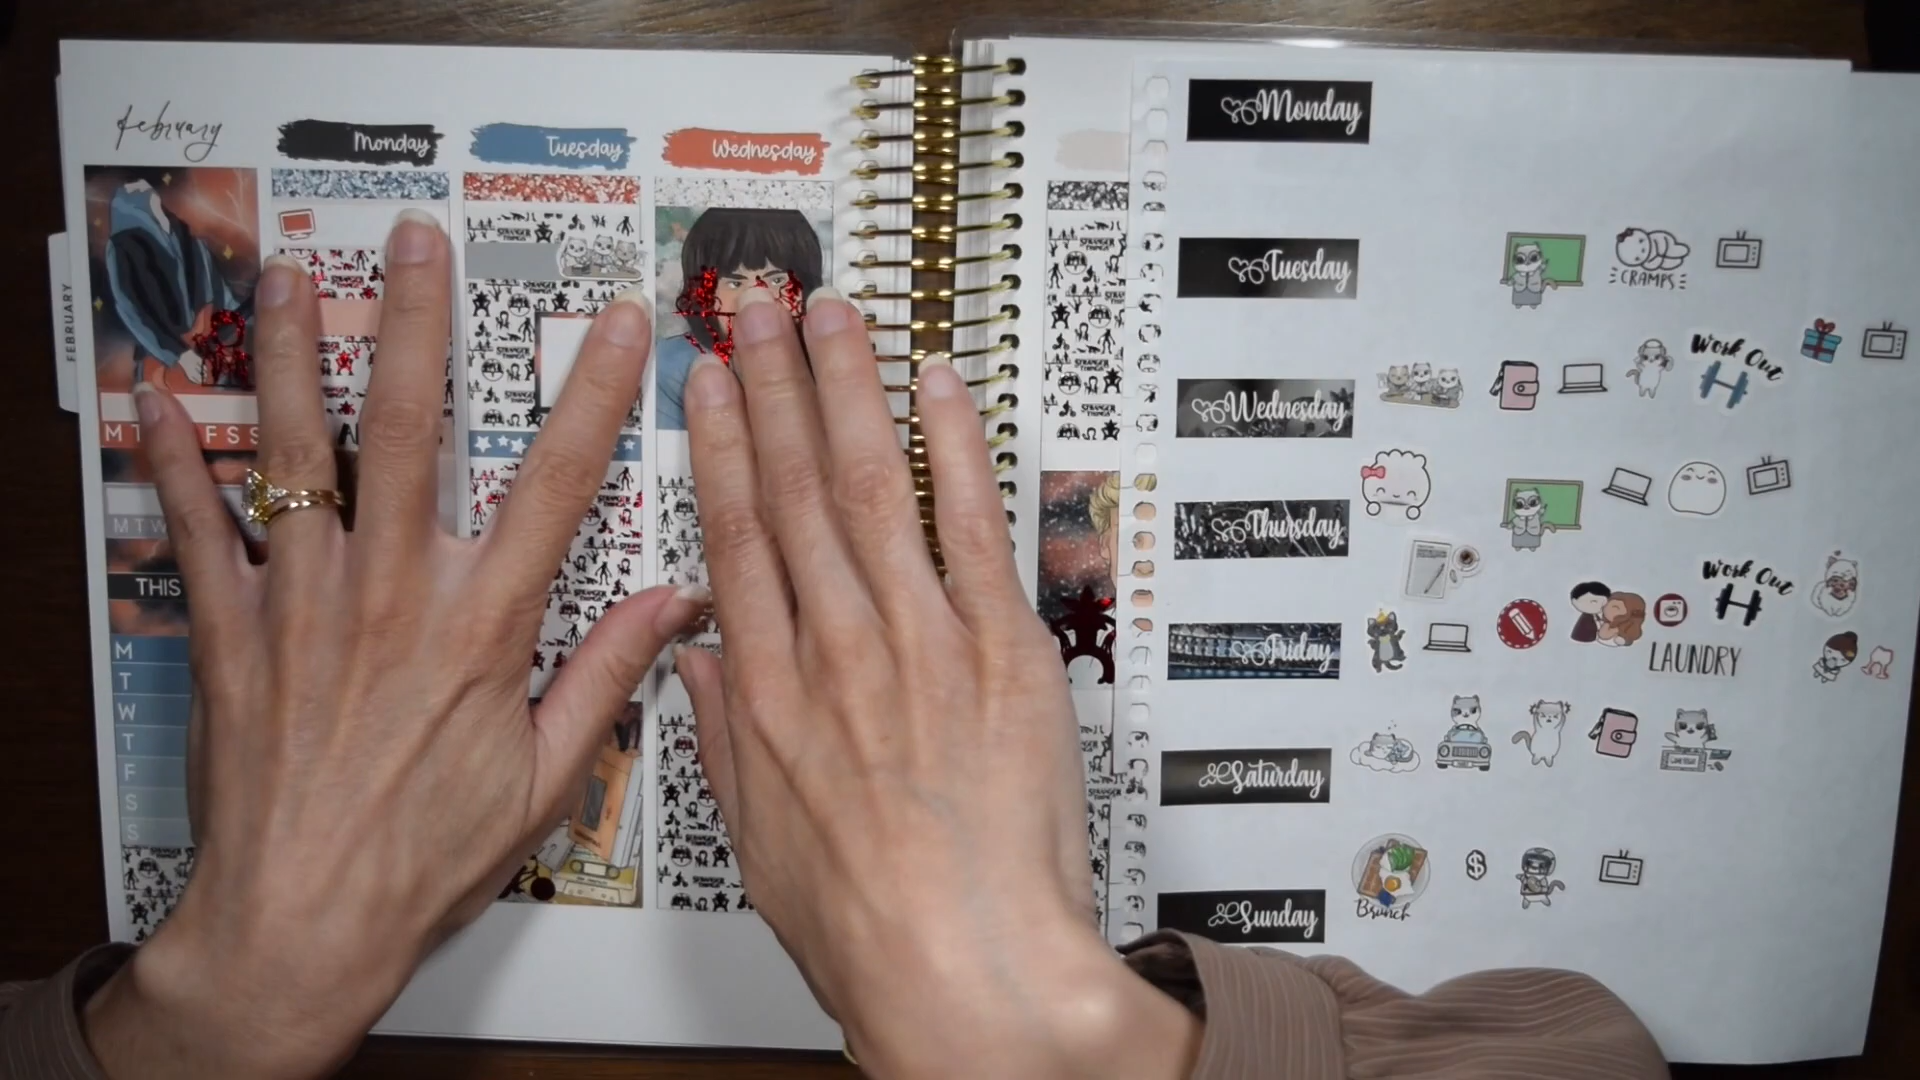 february
Monday
Tuesday
Wednesday
FEBRUARY
STRANGER THINGS
M T
F S S
M T W
THIS
M
T
W
T
F
S
S
Monday
Tuesday
CRAMPS
Work Out
Wednesday
Thursday
Work Out
Friday
LAUNDRY
Saturday
Brunch
$
Sunday